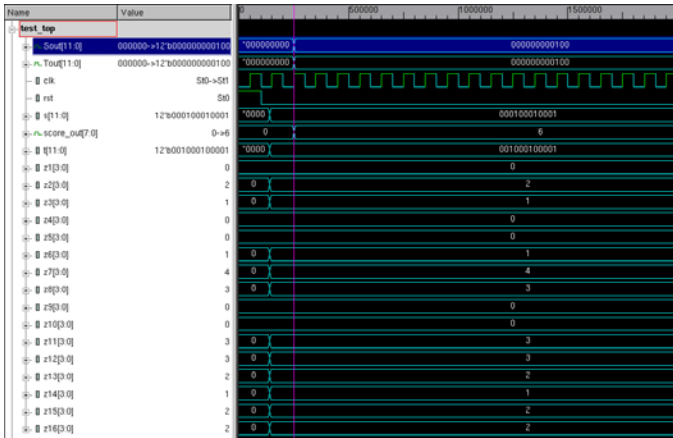 Name Value 0 500000 1000000 1500000
test_top
Sout[11:0] 000000->12'b000000000100 *000000000 000000000100
Tout[11:0] 000000->12'b000000000100 *000000000 000000000100
clk St0->St1
rst St0
s[11:0] 12'b000100010001 *0000 000100010001
score_out[7:0] 0->6 0 6
t[11:0] 12'b001000100001 *0000 001000100001
z1[3:0] 0 0
z2[3:0] 2 0 2
z3[3:0] 1 0 1
z4[3:0] 0 0
z5[3:0] 0 0
z6[3:0] 1 0 1
z7[3:0] 4 0 4
z8[3:0] 3 0 3
z9[3:0] 0 0
z10[3:0] 0 0
z11[3:0] 3 0 3
z12[3:0] 3 0 3
z13[3:0] 2 0 2
z14[3:0] 1 0 1
z15[3:0] 2 0 2
z16[3:0] 2 0 2